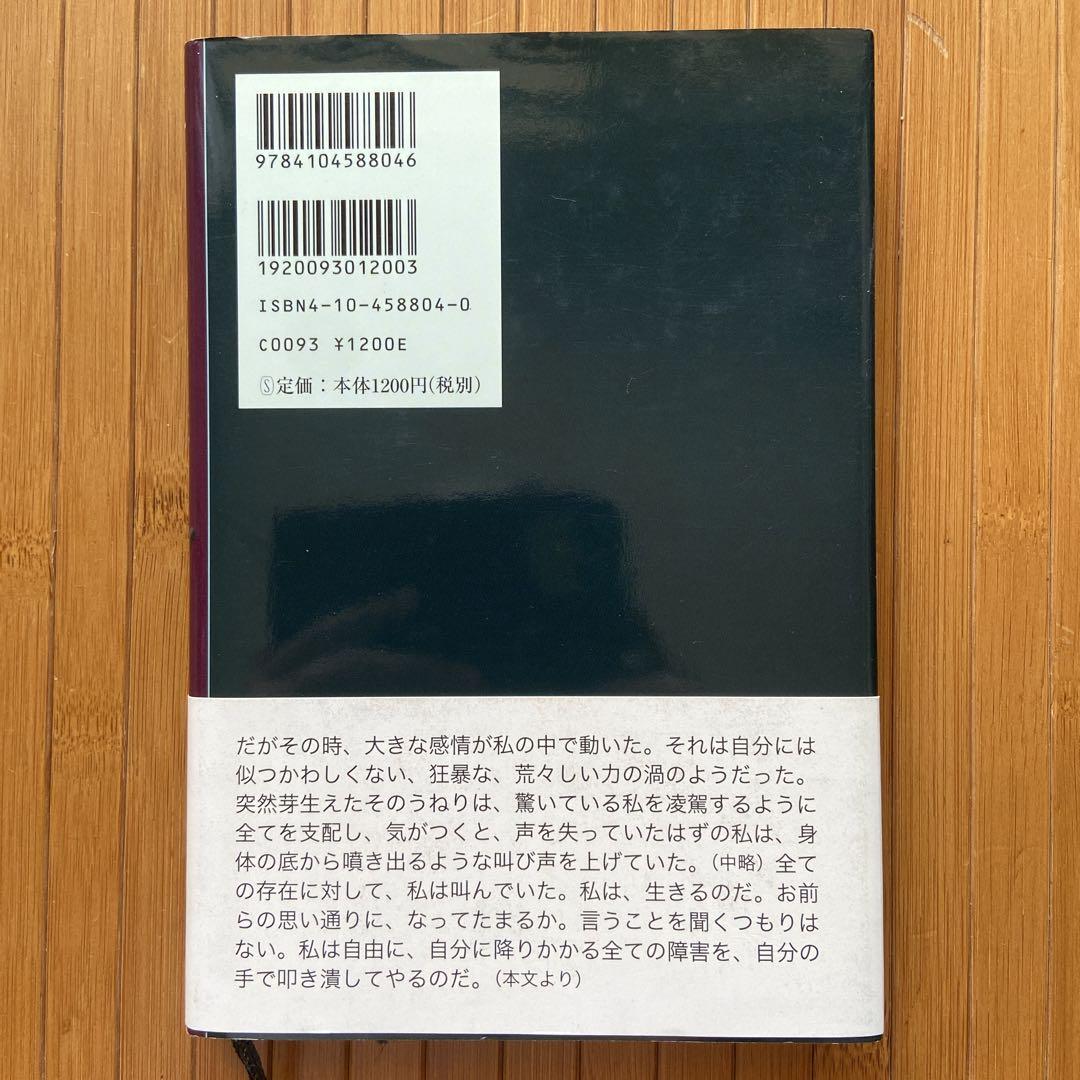 9784104588046
1920093012003
ISBN4-10-458804-0
C0093 ¥1200E
Ⓢ定価：本体1200円(税別)
だがその時、大きな感情が私の中で動いた。それは自分には
似つかわしくない、狂暴な、荒々しい力の渦のようだった。
突然芽生えたそのうねりは、驚いている私を凌駕するように
全てを支配し、気がつくと、声を失っていたはずの私は、身
体の底から噴き出るような叫び声を上げていた。（中略）全て
の存在に対して、私は叫んでいた。私は、生きるのだ。お前
らの思い通りに、なってたまるか。言うことを聞くつもりは
ない。私は自由に、自分に降りかかる全ての障害を、自分の
手で叩き潰してやるのだ。（本文より）